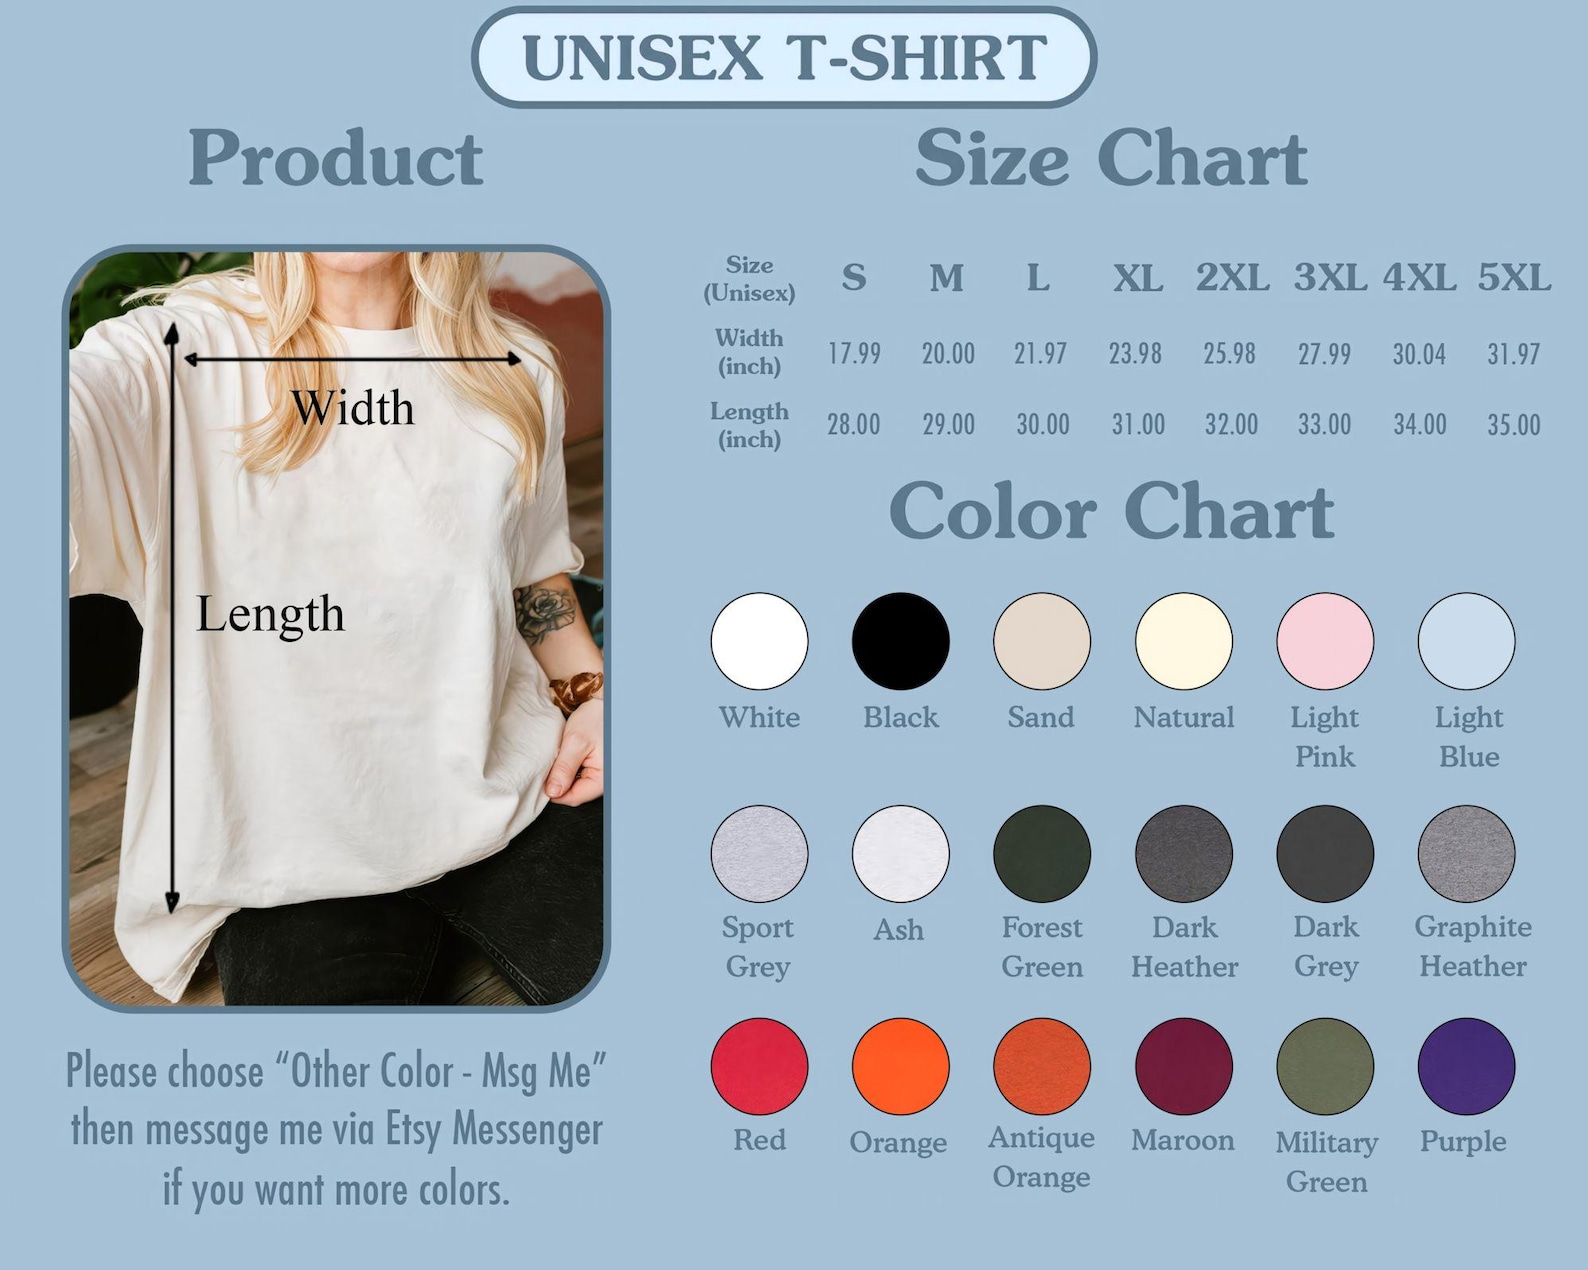 UNISEX T-SHIRT
Product
Size Chart
Size
(Unisex)
S M L XL 2XL 3XL 4XL 5XL
Width
(inch)
17.99 20.00 21.97 23.98 25.98 27.99 30.04 31.97
Length
(inch)
28.00 29.00 30.00 31.00 32.00 33.00 34.00 35.00
Width
Length
Color Chart
White Black Sand Natural Light Pink Light Blue
Sport Grey Ash Forest Green Dark Heather Dark Grey Graphite Heather
Red Orange Antique Orange Maroon Military Green Purple
Please choose “Other Color - Msg Me”
then message me via Etsy Messenger
if you want more colors.